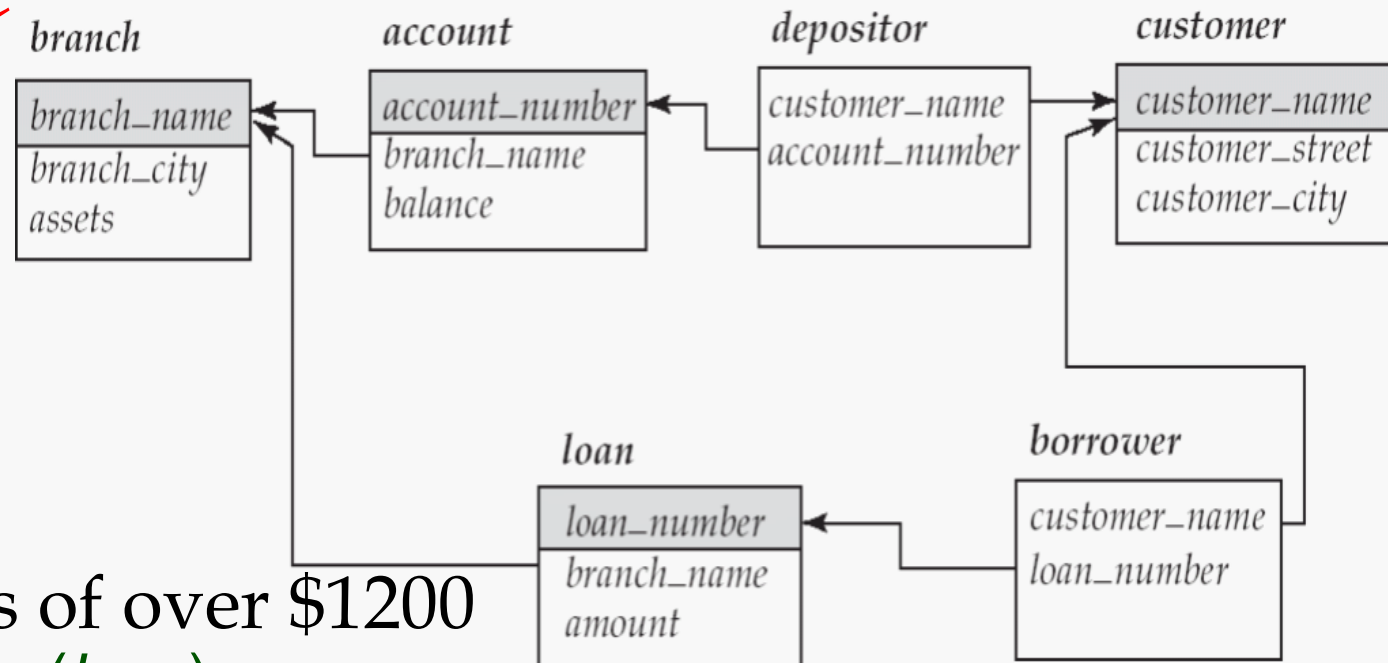 branch
branch_name
branch_city
assets
account
account_number
branch_name
balance
depositor
customer_name
account_number
customer
customer_name
customer_street
customer_city
loan
loan_number
branch_name
amount
borrower
customer_name
loan_number
s of over $1200